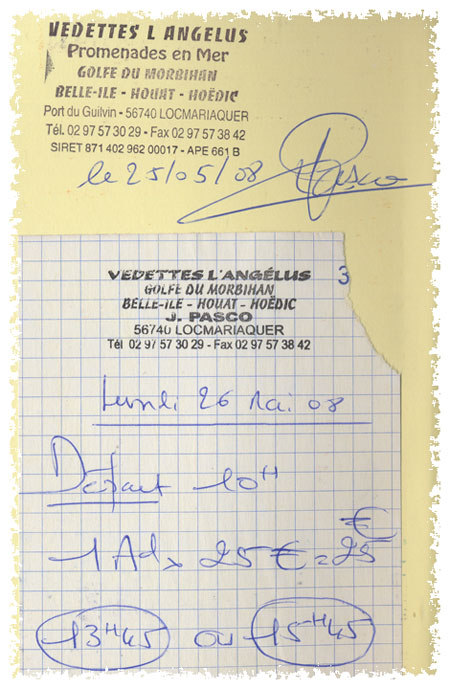 VEDETTES L ANGELUS
Promenades en Mer
GOLFE DU MORBIHAN
BELLE-ILE - HOUAT - HOËDIC
Port du Guilvin - 56740 LOCMARIAQUER
Tél. 02 97 57 30 29 - Fax 02 97 57 38 42
SIRET 871 402 962 00017 - APE 661 B
le 25/05/08 Pasco
VEDETTES L'ANGÉLUS 3
GOLFE DU MORBIHAN
BELLE-ILE - HOUAT - HOËDIC
J. PASCO
56740 LOCMARIAQUER
Tél 02 97 57 30 29 - Fax 02 97 57 38 42
Lundi 26 Mai 08
Départ 10H
1 Ad x 25 € = 25 €
13H45 ou 15H45